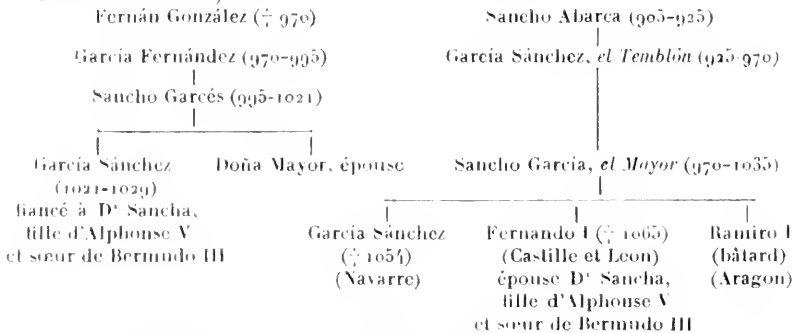 Fernán González († 970) Sancho Abarca (905-925)
García Fernández (970-995) García Sánchez, el Temblón (925-970)
Sancho Garcés (995-1021)
García Sánchez Doña Mayor, épouse Sancho García, el Mayor (970-1035)
(1021-1029)
fiancé à Dª Sancha,
fille d'Alphonse V
et sœur de Bermudo III
García Sánchez Fernando I († 1065) Ramiro I
(† 1054) (Castille et Leon) (bâtard)
(Navarre) épouse Dª Sancha, (Aragon)
fille d'Alphonse V
et sœur de Bermudo III